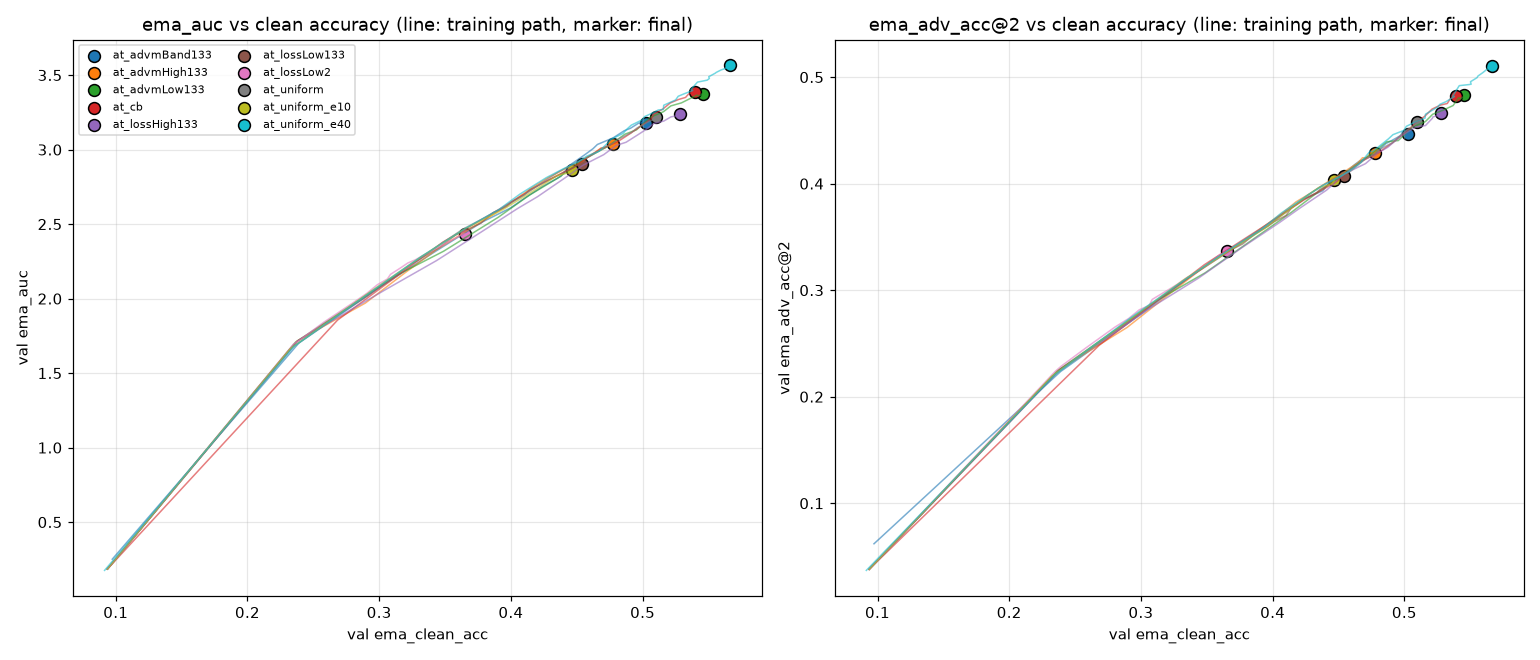 ema_auc vs clean accuracy (line: training path, marker: final)
at_advmBand133
at_advmHigh133
at_advmLow133
at_cb
at_lossHigh133
at_lossLow133
at_lossLow2
at_uniform
at_uniform_e10
at_uniform_e40
val ema_auc
3.5
3.0
2.5
2.0
1.5
1.0
0.5
0.1
0.2
0.3
0.4
0.5
val ema_clean_acc
ema_adv_acc@2 vs clean accuracy (line: training path, marker: final)
val ema_adv_acc@2
0.5
0.4
0.3
0.2
0.1
0.1
0.2
0.3
0.4
0.5
val ema_clean_acc